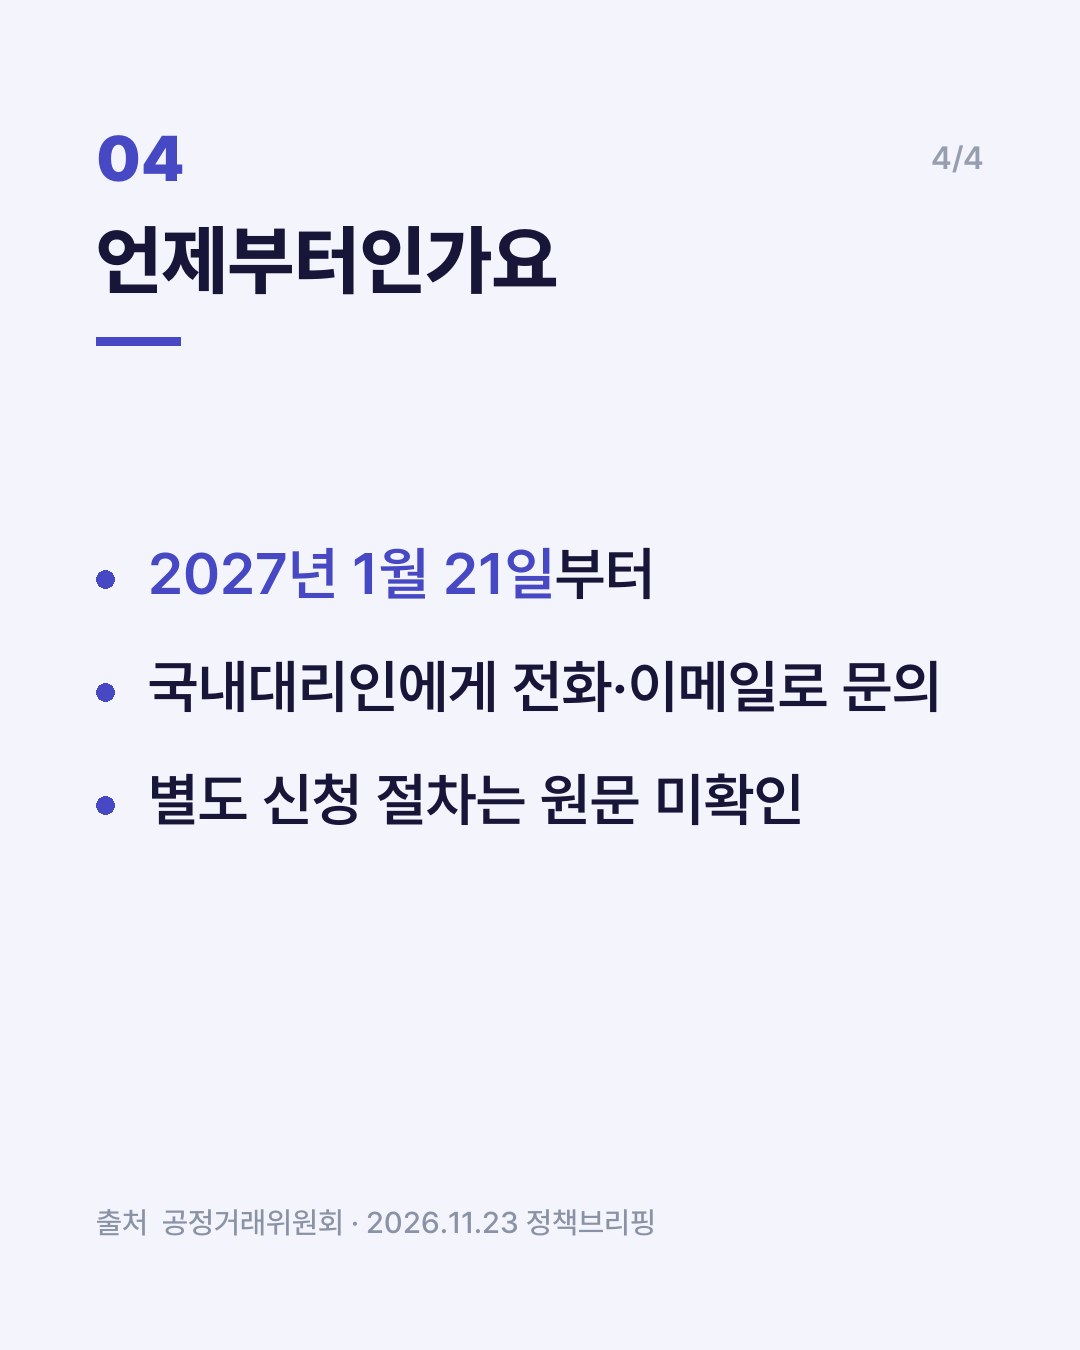 04
4/4
언제부터인가요
2027년 1월 21일부터
국내대리인에게 전화·이메일로 문의
별도 신청 절차는 원문 미확인
출처 공정거래위원회 · 2026.11.23 정책브리핑